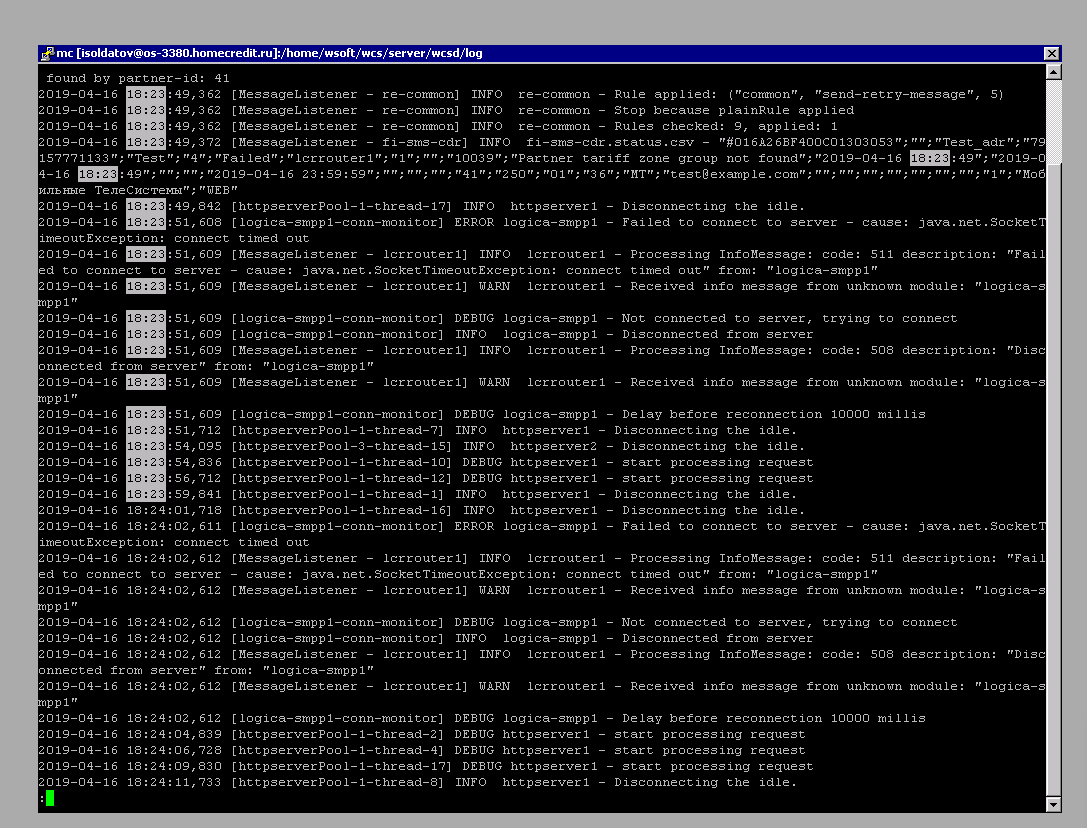 mc [isoldatov@os-3380.homecredit.ru]:/home/wsoft/wcs/server/wcsd/log
found by partner-id: 41
2019-04-16 18:23:49,362 [MessageListener - re-common] INFO  re-common - Rule applied: ("common", "send-retry-message", 5)
2019-04-16 18:23:49,362 [MessageListener - re-common] INFO  re-common - Stop because plainRule applied
2019-04-16 18:23:49,362 [MessageListener - re-common] INFO  re-common - Rules checked: 9, applied: 1
2019-04-16 18:23:49,372 [MessageListener - fi-sms-cdr] INFO  fi-sms-cdr.status.csv - "#016A26BF400C01303053";"";"Test_adr";"79
157771133";"Test";"4";"Failed";"lcrrouter1";"1";"";"10039";"Partner tariff zone group not found";"2019-04-16 18:23:49";"2019-0
4-16 18:23:49";"";"";"2019-04-16 23:59:59";"";"";"";"41";"250";"01";"36";"MT";"test@example.com";"";"";"";"";"";"";"";"1";"Моб
ильные ТелеСистемы";"WEB"
2019-04-16 18:23:49,842 [httpserverPool-1-thread-17] INFO  httpserver1 - Disconnecting the idle.
2019-04-16 18:23:51,608 [logica-smpp1-conn-monitor] ERROR logica-smpp1 - Failed to connect to server - cause: java.net.SocketT
imeoutException: connect timed out
2019-04-16 18:23:51,609 [MessageListener - lcrrouter1] INFO  lcrrouter1 - Processing InfoMessage: code: 511 description: "Fail
ed to connect to server - cause: java.net.SocketTimeoutException: connect timed out" from: "logica-smpp1"
2019-04-16 18:23:51,609 [MessageListener - lcrrouter1] WARN  lcrrouter1 - Received info message from unknown module: "logica-s
mpp1"
2019-04-16 18:23:51,609 [logica-smpp1-conn-monitor] DEBUG logica-smpp1 - Not connected to server, trying to connect
2019-04-16 18:23:51,609 [logica-smpp1-conn-monitor] INFO  logica-smpp1 - Disconnected from server
2019-04-16 18:23:51,609 [MessageListener - lcrrouter1] INFO  lcrrouter1 - Processing InfoMessage: code: 508 description: "Disc
onnected from server" from: "logica-smpp1"
2019-04-16 18:23:51,609 [MessageListener - lcrrouter1] WARN  lcrrouter1 - Received info message from unknown module: "logica-s
mpp1"
2019-04-16 18:23:51,609 [logica-smpp1-conn-monitor] DEBUG logica-smpp1 - Delay before reconnection 10000 millis
2019-04-16 18:23:51,712 [httpserverPool-1-thread-7] INFO  httpserver1 - Disconnecting the idle.
2019-04-16 18:23:54,095 [httpserverPool-3-thread-15] INFO  httpserver2 - Disconnecting the idle.
2019-04-16 18:23:54,836 [httpserverPool-1-thread-10] DEBUG httpserver1 - start processing request
2019-04-16 18:23:56,712 [httpserverPool-1-thread-12] DEBUG httpserver1 - start processing request
2019-04-16 18:23:59,841 [httpserverPool-1-thread-1] INFO  httpserver1 - Disconnecting the idle.
2019-04-16 18:24:01,718 [httpserverPool-1-thread-16] INFO  httpserver1 - Disconnecting the idle.
2019-04-16 18:24:02,611 [logica-smpp1-conn-monitor] ERROR logica-smpp1 - Failed to connect to server - cause: java.net.SocketT
imeoutException: connect timed out
2019-04-16 18:24:02,612 [MessageListener - lcrrouter1] INFO  lcrrouter1 - Processing InfoMessage: code: 511 description: "Fail
ed to connect to server - cause: java.net.SocketTimeoutException: connect timed out" from: "logica-smpp1"
2019-04-16 18:24:02,612 [MessageListener - lcrrouter1] WARN  lcrrouter1 - Received info message from unknown module: "logica-s
mpp1"
2019-04-16 18:24:02,612 [logica-smpp1-conn-monitor] DEBUG logica-smpp1 - Not connected to server, trying to connect
2019-04-16 18:24:02,612 [logica-smpp1-conn-monitor] INFO  logica-smpp1 - Disconnected from server
2019-04-16 18:24:02,612 [MessageListener - lcrrouter1] INFO  lcrrouter1 - Processing InfoMessage: code: 508 description: "Disc
onnected from server" from: "logica-smpp1"
2019-04-16 18:24:02,612 [MessageListener - lcrrouter1] WARN  lcrrouter1 - Received info message from unknown module: "logica-s
mpp1"
2019-04-16 18:24:02,612 [logica-smpp1-conn-monitor] DEBUG logica-smpp1 - Delay before reconnection 10000 millis
2019-04-16 18:24:04,839 [httpserverPool-1-thread-2] DEBUG httpserver1 - start processing request
2019-04-16 18:24:06,728 [httpserverPool-1-thread-4] DEBUG httpserver1 - start processing request
2019-04-16 18:24:09,830 [httpserverPool-1-thread-17] DEBUG httpserver1 - start processing request
2019-04-16 18:24:11,733 [httpserverPool-1-thread-8] INFO  httpserver1 - Disconnecting the idle.
: